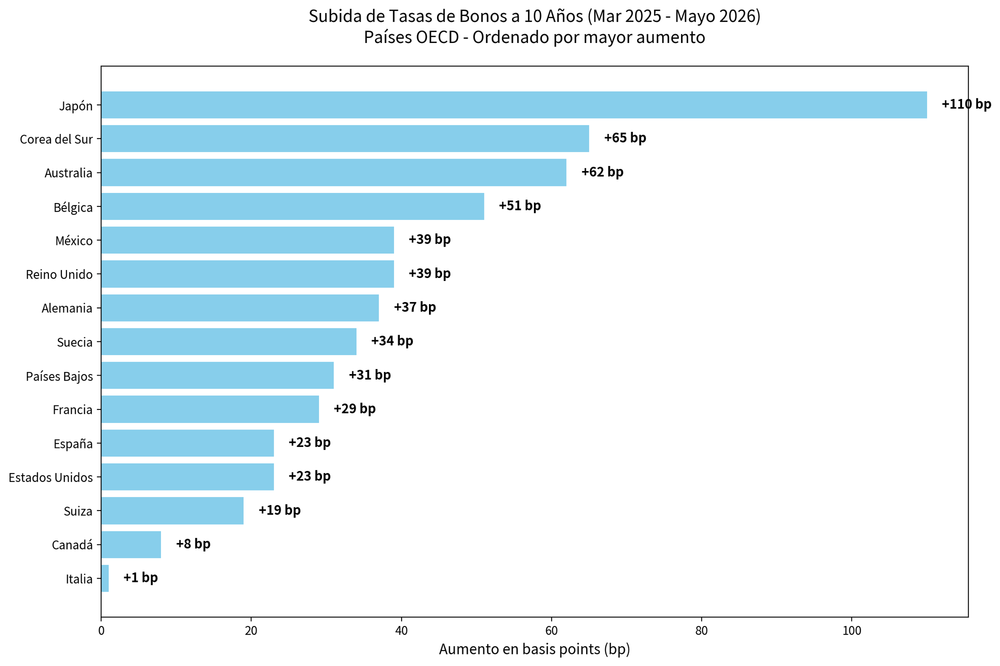 Subida de Tasas de Bonos a 10 Años (Mar 2025 - Mayo 2026)
Países OECD - Ordenado por mayor aumento
Japón +110 bp
Corea del Sur +65 bp
Australia +62 bp
Bélgica +51 bp
México +39 bp
Reino Unido +39 bp
Alemania +37 bp
Suecia +34 bp
Países Bajos +31 bp
Francia +29 bp
España +23 bp
Estados Unidos +23 bp
Suiza +19 bp
Canadá +8 bp
Italia +1 bp
0 20 40 60 80 100
Aumento en basis points (bp)